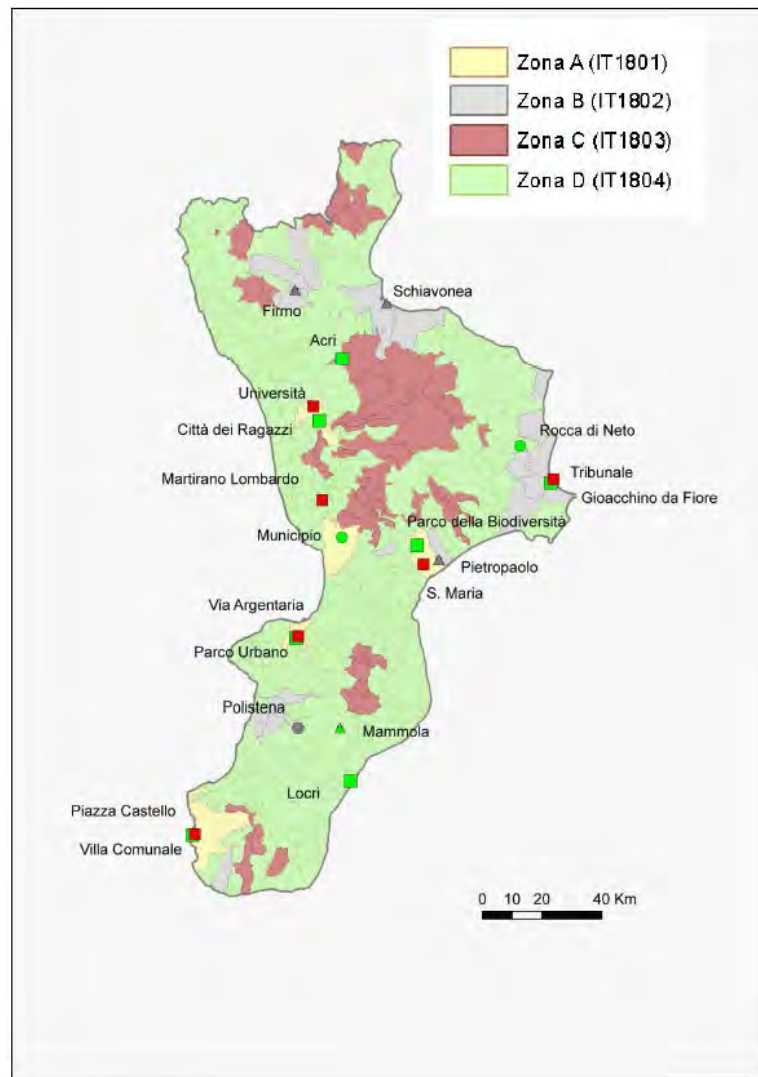 Zona A (IT1801)
Zona B (IT1802)
Zona C (IT1803)
Zona D (IT1804)
Schiavonea
Firmo
Acri
Università
Città dei Ragazzi
Rocca di Neto
Martirano Lombardo
Tribunale
Gioacchino da Fiore
Parco della Biodiversità
Municipio
Pietropaolo
S. Maria
Via Argentaria
Parco Urbano
Polistena
Mammola
Locri
Piazza Castello
Villa Comunale
0 10 20 40 Km